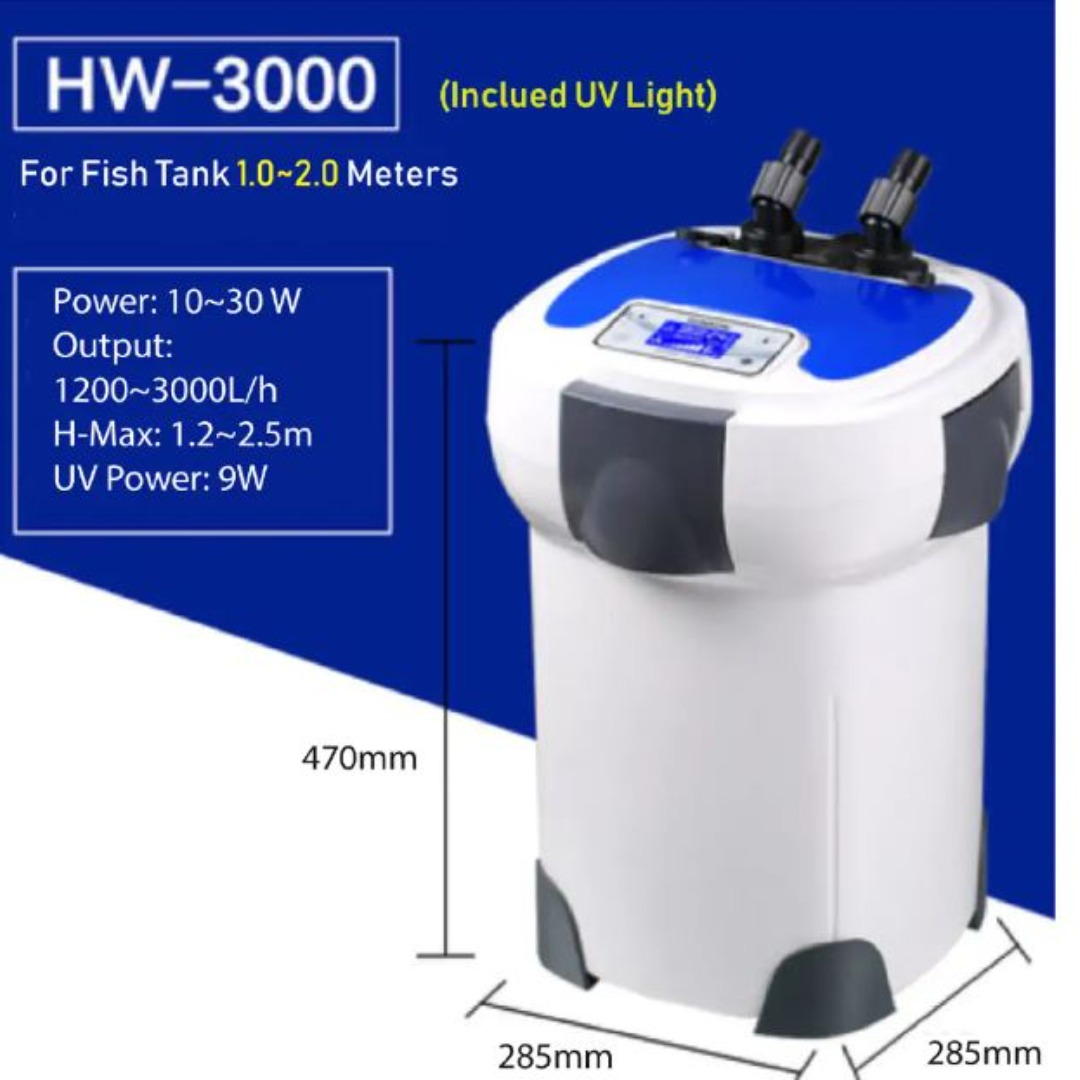 HW-3000
(Inclued UV Light)
For Fish Tank 1.0~2.0 Meters
Power: 10~30 W
Output:
1200~3000L/h
H-Max: 1.2~2.5m
UV Power: 9W
470mm
285mm
285mm